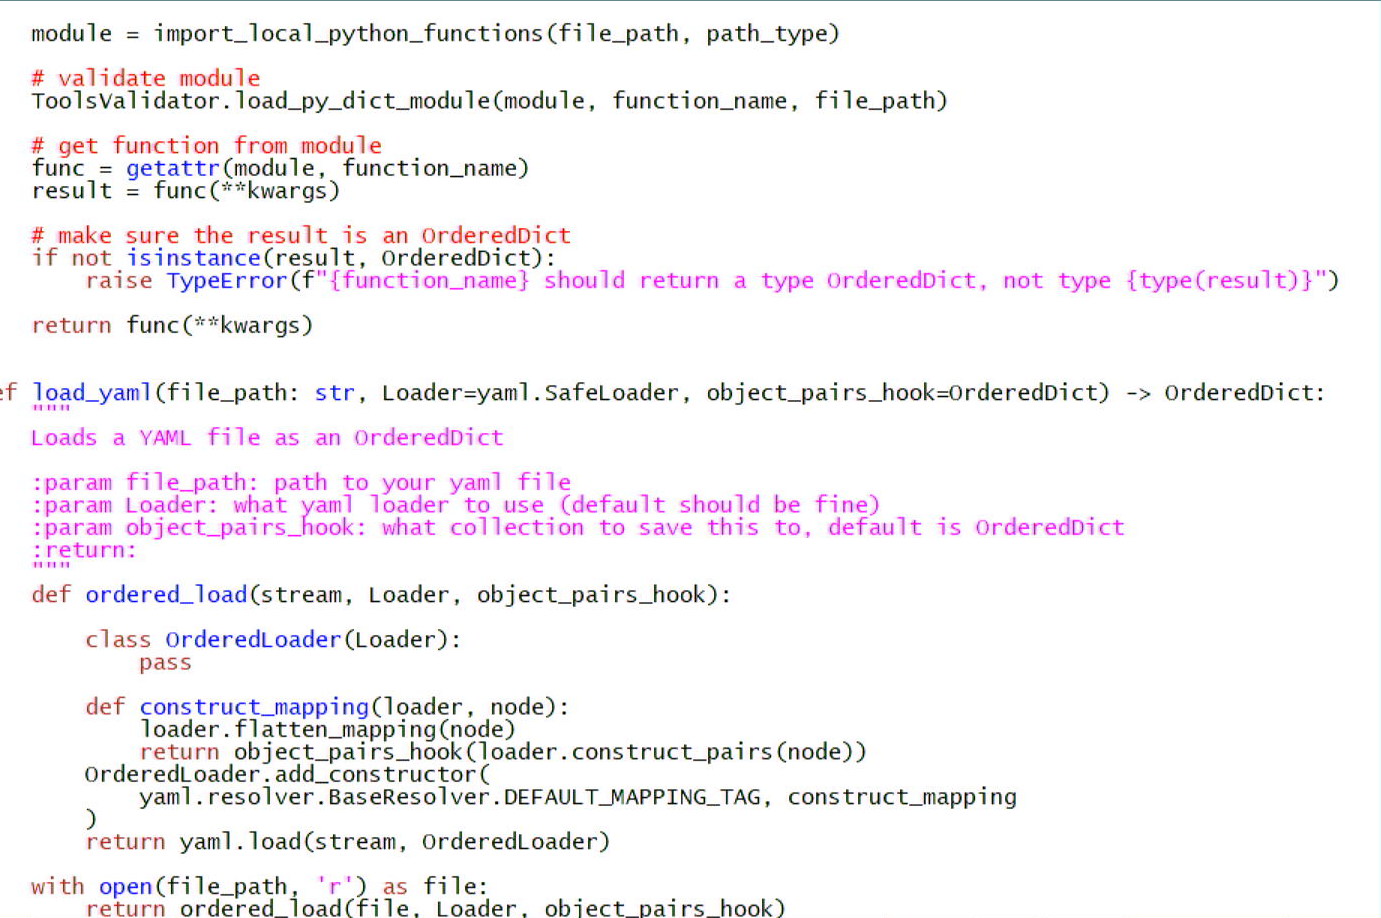 module = import_local_python_functions(file_path, path_type)
# validate module
ToolsValidator.load_py_dict_module(module, function_name, file_path)
# get function from module
func = getattr(module, function_name)
result = func(**kwargs)
# make sure the result is an OrderedDict
if not isinstance(result, OrderedDict):
raise TypeError(f"{function_name} should return a type OrderedDict, not type {type(result)}")
return func(**kwargs)
ef load_yaml(file_path: str, Loader=yaml.SafeLoader, object_pairs_hook=OrderedDict) -> OrderedDict:
"""
Loads a YAML file as an OrderedDict
:param file_path: path to your yaml file
:param Loader: what yaml loader to use (default should be fine)
:param object_pairs_hook: what collection to save this to, default is OrderedDict
:return:
"""
def ordered_load(stream, Loader, object_pairs_hook):
class OrderedLoader(Loader):
pass
def construct_mapping(loader, node):
loader.flatten_mapping(node)
return object_pairs_hook(loader.construct_pairs(node))
OrderedLoader.add_constructor(
yaml.resolver.BaseResolver.DEFAULT_MAPPING_TAG, construct_mapping
)
return yaml.load(stream, OrderedLoader)
with open(file_path, 'r') as file:
return ordered_load(file, Loader, object_pairs_hook)